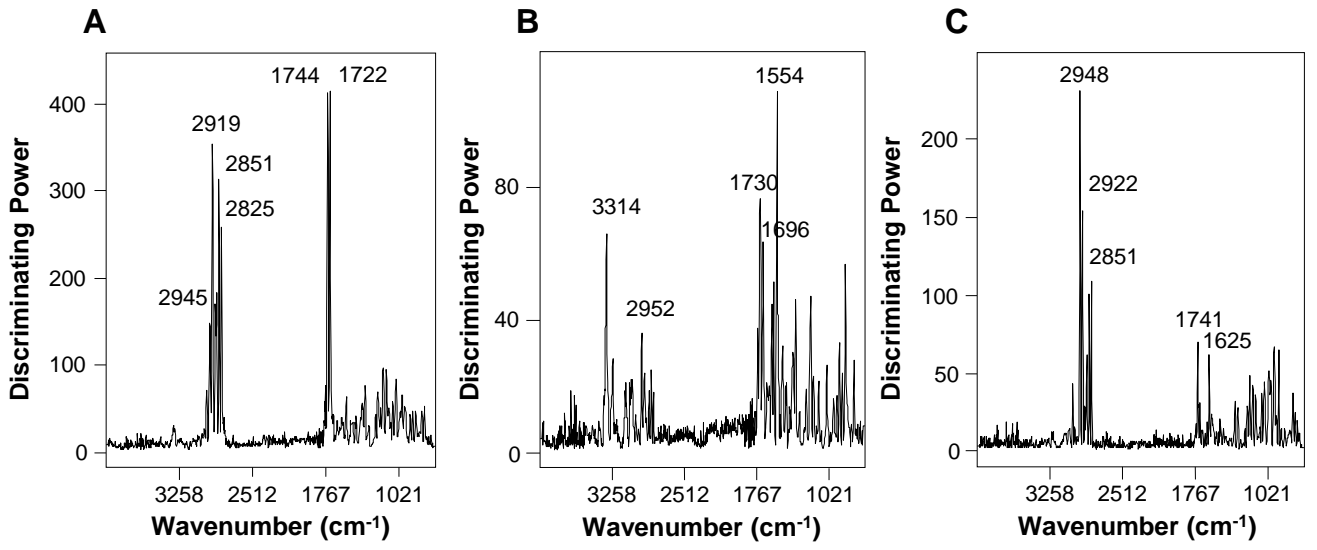 A
Discriminating Power
400
300
200
100
0
1744 1722
2919
2851
2825
2945
3258 2512 1767 1021
Wavenumber (cm-1)
B
Discriminating Power
80
40
0
1554
1730
3314
1696
2952
3258 2512 1767 1021
Wavenumber (cm-1)
C
Discriminating Power
200
150
100
50
0
2948
2922
2851
1741
1625
3258 2512 1767 1021
Wavenumber (cm-1)